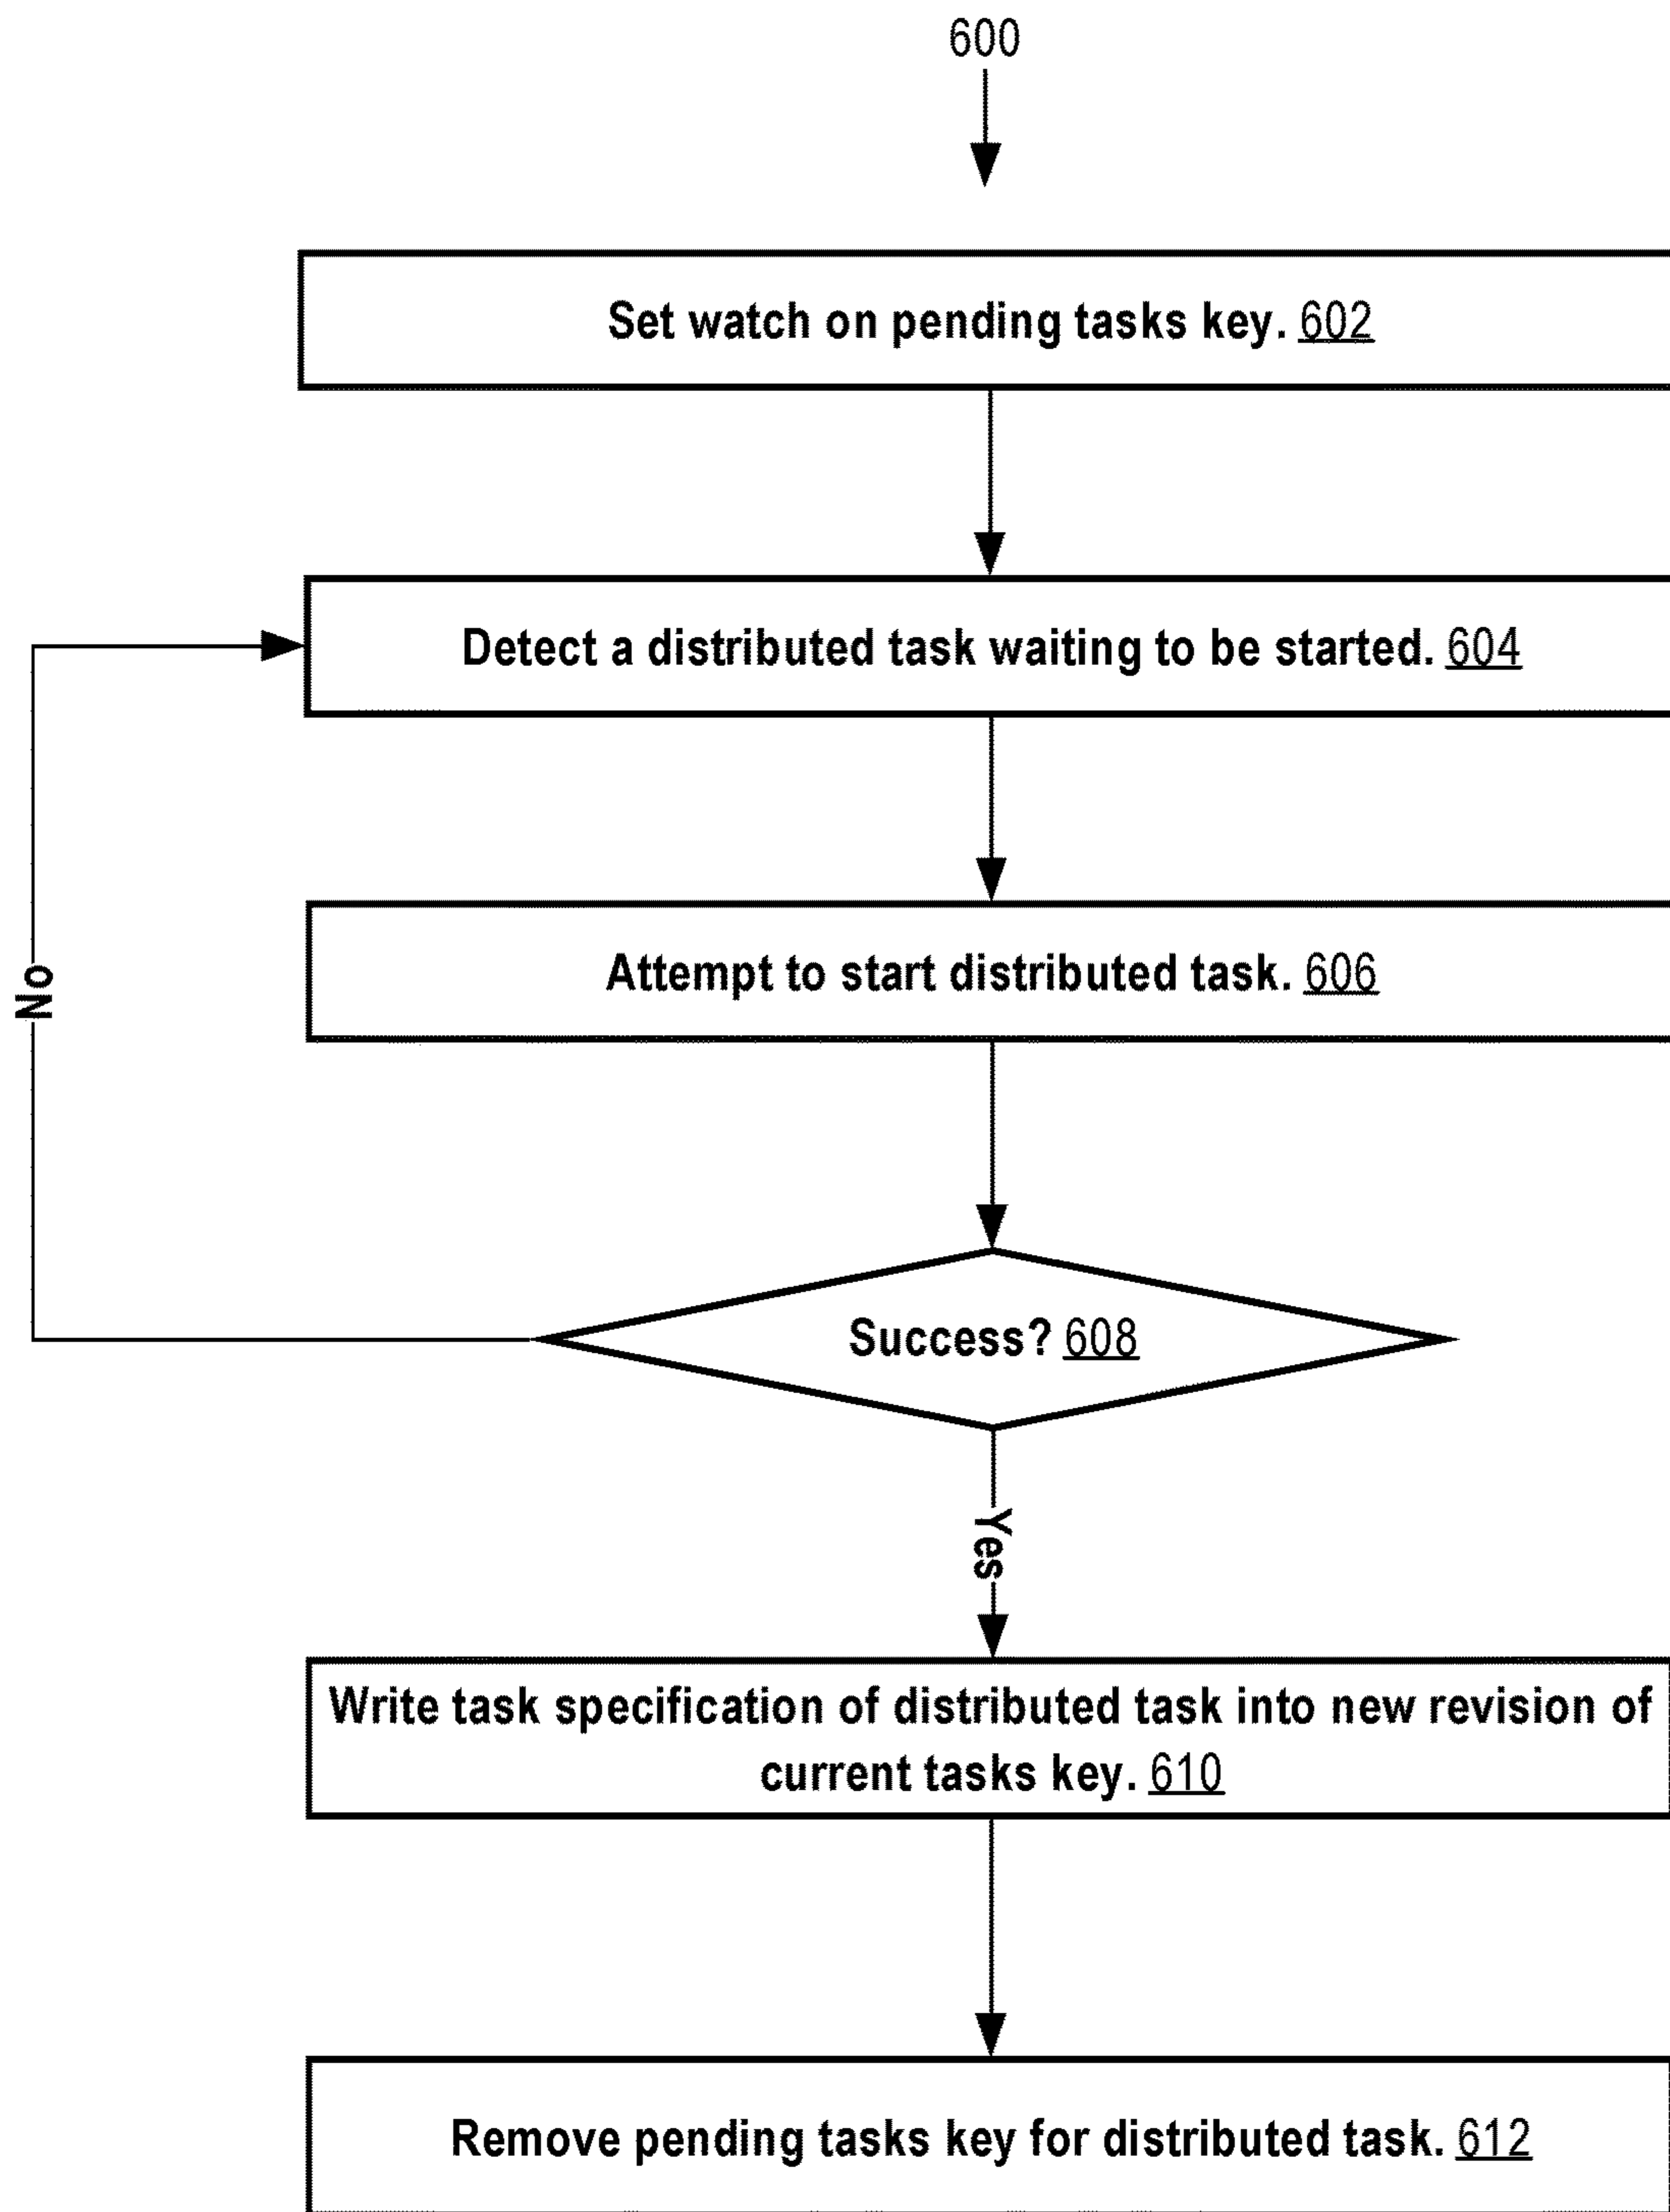 600
Set watch on pending tasks key. 602
Detect a distributed task waiting to be started. 604
Attempt to start distributed task. 606
No
Success? 608
Yes
Write task specification of distributed task into new revision of
current tasks key. 610
Remove pending tasks key for distributed task. 612